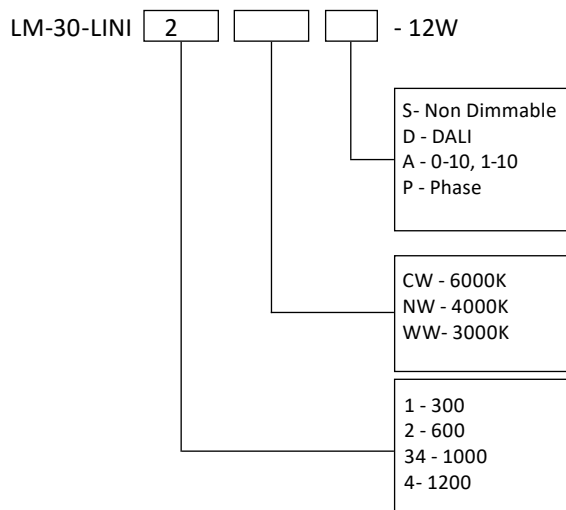 LM-30-LINI 2 - 12W
S- Non Dimmable
D - DALI
A - 0-10, 1-10
P - Phase
CW - 6000K
NW - 4000K
WW- 3000K
1 - 300
2 - 600
34 - 1000
4- 1200